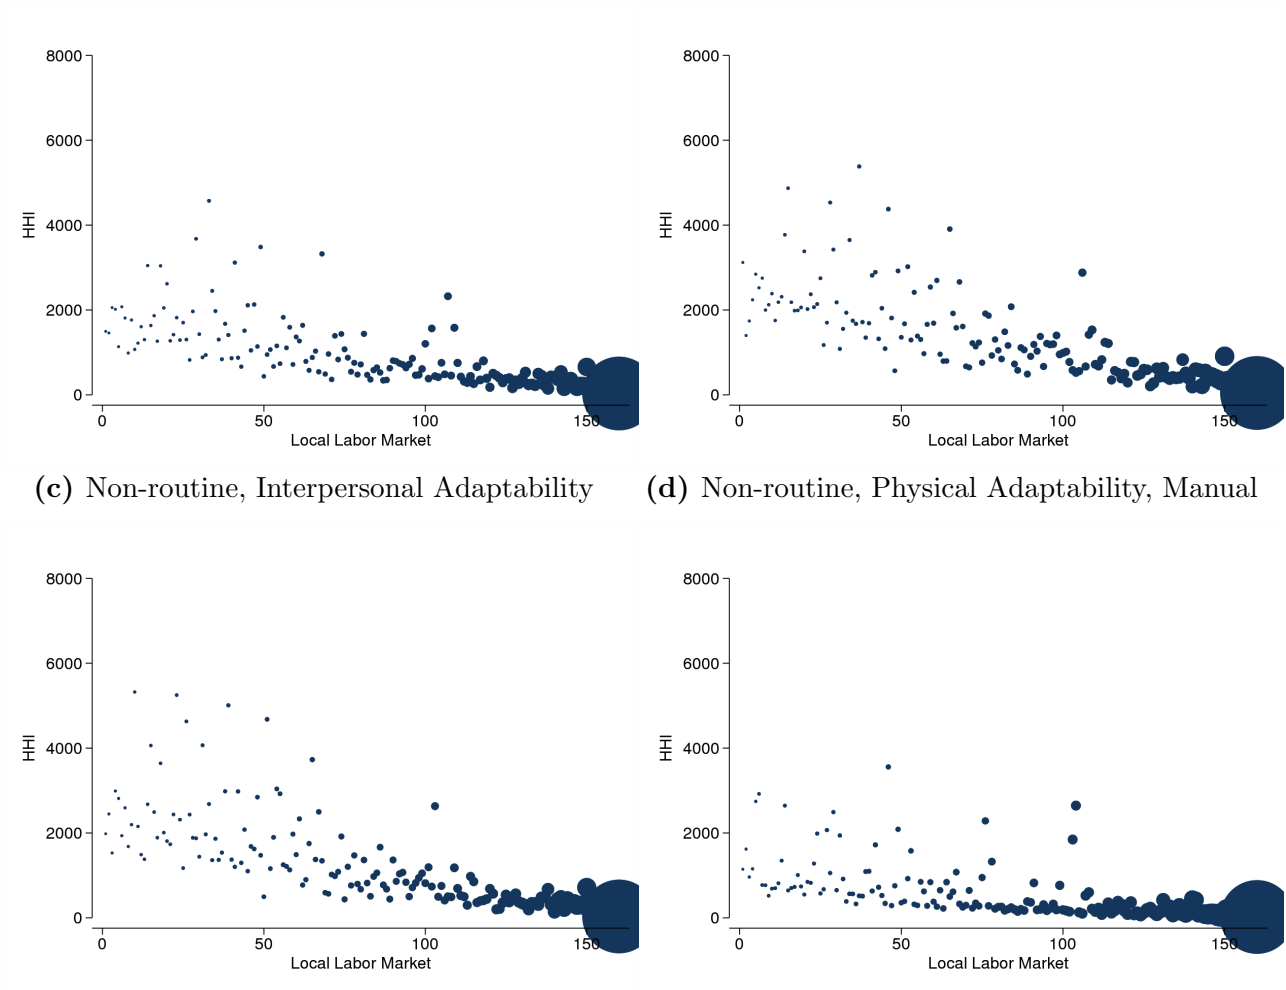 8000
6000
4000
2000
0
HHI
0 50 100 150
Local Labor Market
8000
6000
4000
2000
0
HHI
0 50 100 150
Local Labor Market
(c) Non-routine, Interpersonal Adaptability
(d) Non-routine, Physical Adaptability, Manual
8000
6000
4000
2000
0
HHI
0 50 100 150
Local Labor Market
8000
6000
4000
2000
0
HHI
0 50 100 150
Local Labor Market